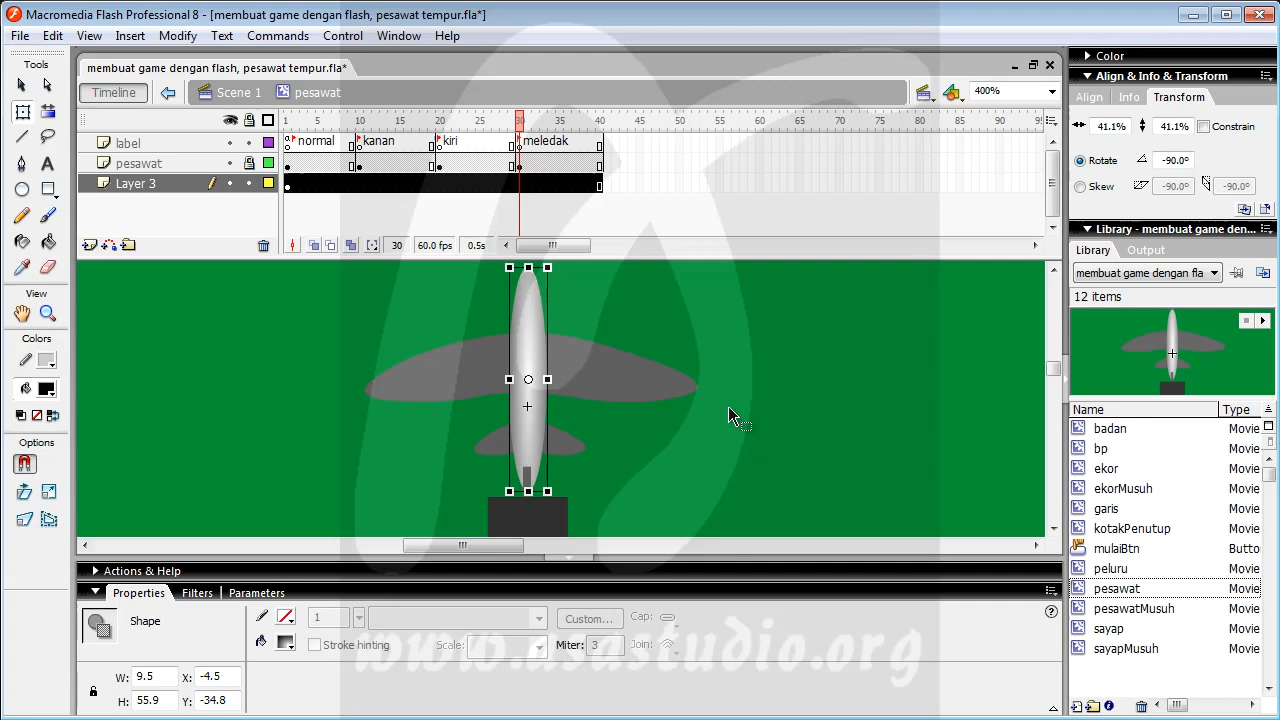 Macromedia Flash Professional 8 - [membuat game dengan flash, pesawat tempur.fla*]
File Edit View Insert Modify Text Commands Control Window Help
Tools
membuat game dengan flash, pesawat tempur.fla*
Timeline Scene 1 pesawat 400%
1 5 10 15 20 25 30 35 40 45 50 55 60 65 70 75 80 85 90 95
label normal kanan kiri meledak
pesawat
Layer 3
30 60.0 fps 0.5s
View
Colors
Options
Color
Align & Info & Transform
Align Info Transform
41.1% 41.1% Constrain
Rotate -90.0°
Skew -90.0° -90.0°
Library - membuat game den...
Library Output
membuat game dengan fla
12 items
Name Type
badan Movie
bp Movie
ekor Movie
ekorMusuh Movie
garis Movie
kotakPenutup Movie
mulaiBtn Butto
peluru Movie
pesawat Movie
pesawatMusuh Movie
sayap Movie
sayapMusuh Movie
Actions & Help
Properties Filters Parameters
Shape 1 Custom... Cap:
Stroke hinting Scale: Miter: 3 Join:
W: 9.5 X: -4.5
H: 55.9 Y: -34.8
www.asastudio.org